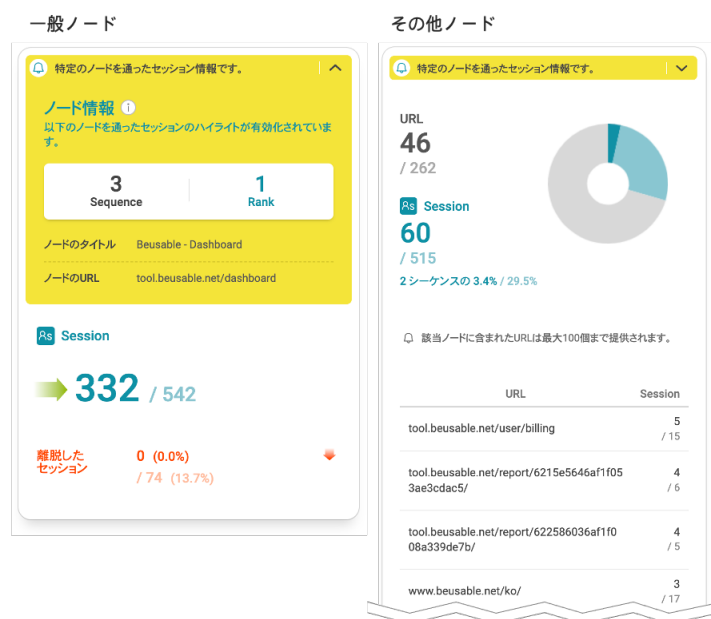 一般ノード
特定のノードを通ったセッション情報です。
ノード情報
以下のノードを通ったセッションのハイライトが有効化されていま
す。
3
Sequence
1
Rank
ノードのタイトル Beusable - Dashboard
ノードのURL tool.beusable.net/dashboard
Session
332 / 542
離脱した
セッション
0 (0.0%)
/ 74 (13.7%)
その他ノード
特定のノードを通ったセッション情報です。
URL
46
/ 262
Session
60
/ 515
2 シーケンスの 3.4% / 29.5%
該当ノードに含まれたURLは最大100個まで提供されます。
URL Session
tool.beusable.net/user/billing
5
/ 15
tool.beusable.net/report/6215e5646af1f05
3ae3cdac5/
4
/ 6
tool.beusable.net/report/622586036af1f0
08a339de7b/
4
/ 5
www.beusable.net/ko/
3
/ 17